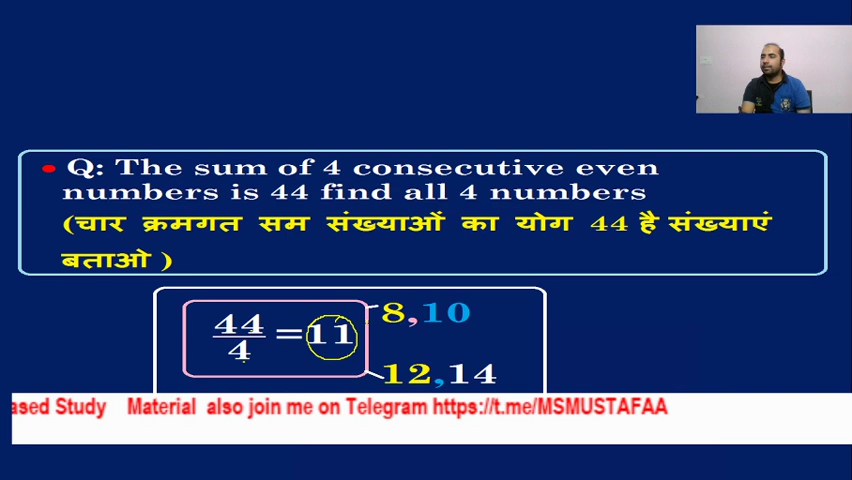 Q: The sum of 4 consecutive even
numbers is 44 find all 4 numbers
(चार क्रमगत सम संख्याओं का योग 44 है संख्याएं
बताओ )
44/4 = 11
8,10
12,14
ased Study Material also join me on Telegram https://t.me/MSMUSTAFAA